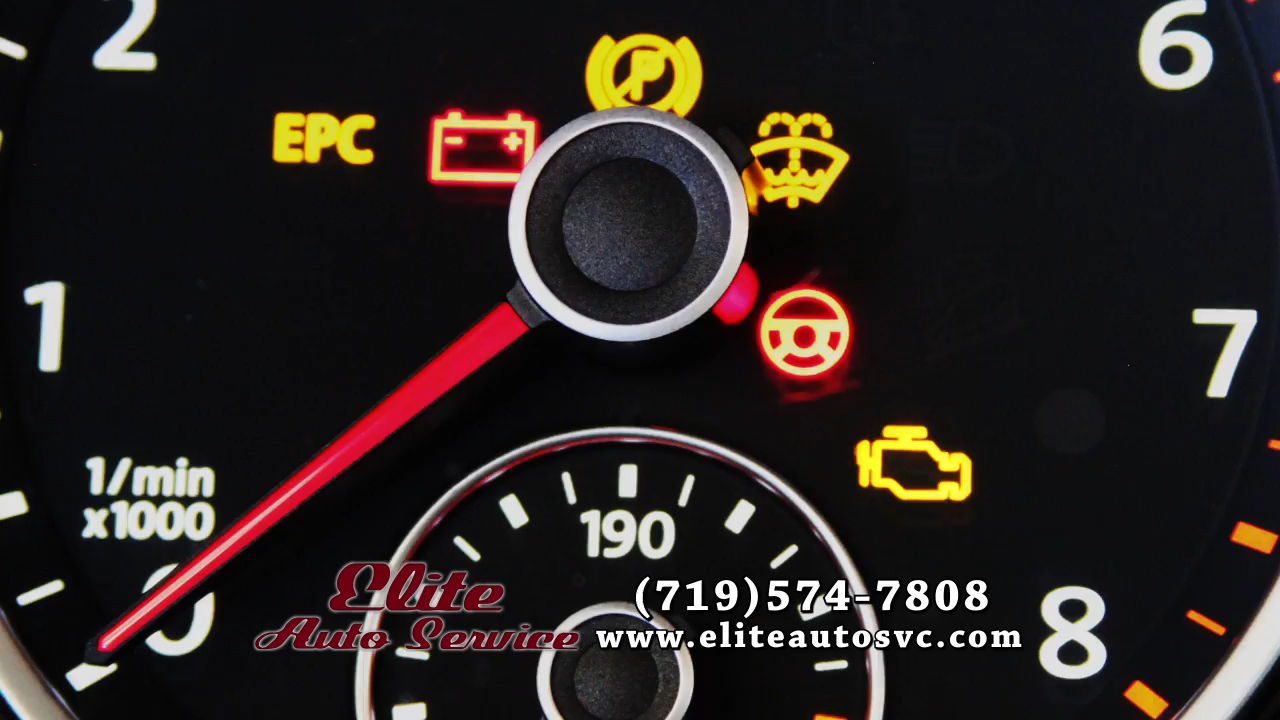 2
6
P
EPC
- +
1
7
1/min
x1000
190
0
8
Elite
Auto Service
(719)574-7808
www.eliteautosvc.com